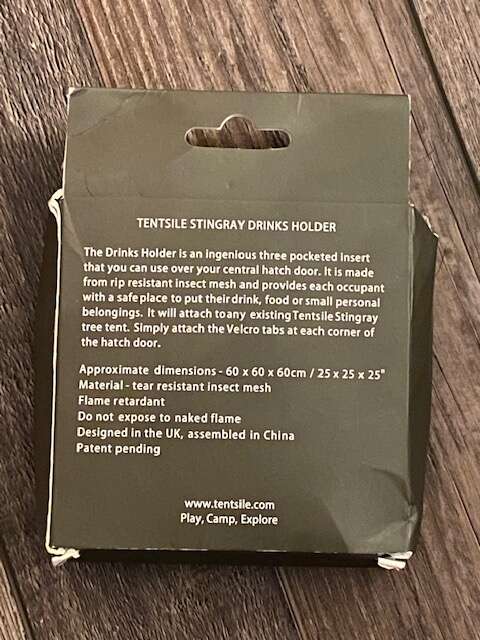 TENTSILE STINGRAY DRINKS HOLDER
The Drinks Holder is an ingenious three pocketed insert
that you can use over your central hatch door. It is made
from rip resistant insect mesh and provides each occupant
with a safe place to put their drink, food or small personal
belongings. It will attach to any existing Tentsile Stingray
tree tent. Simply attach the Velcro tabs at each corner of
the hatch door.
Approximate dimensions - 60 x 60 x 60cm / 25 x 25 x 25"
Material - tear resistant insect mesh
Flame retardant
Do not expose to naked flame
Designed in the UK, assembled in China
Patent pending
www.tentsile.com
Play, Camp, Explore